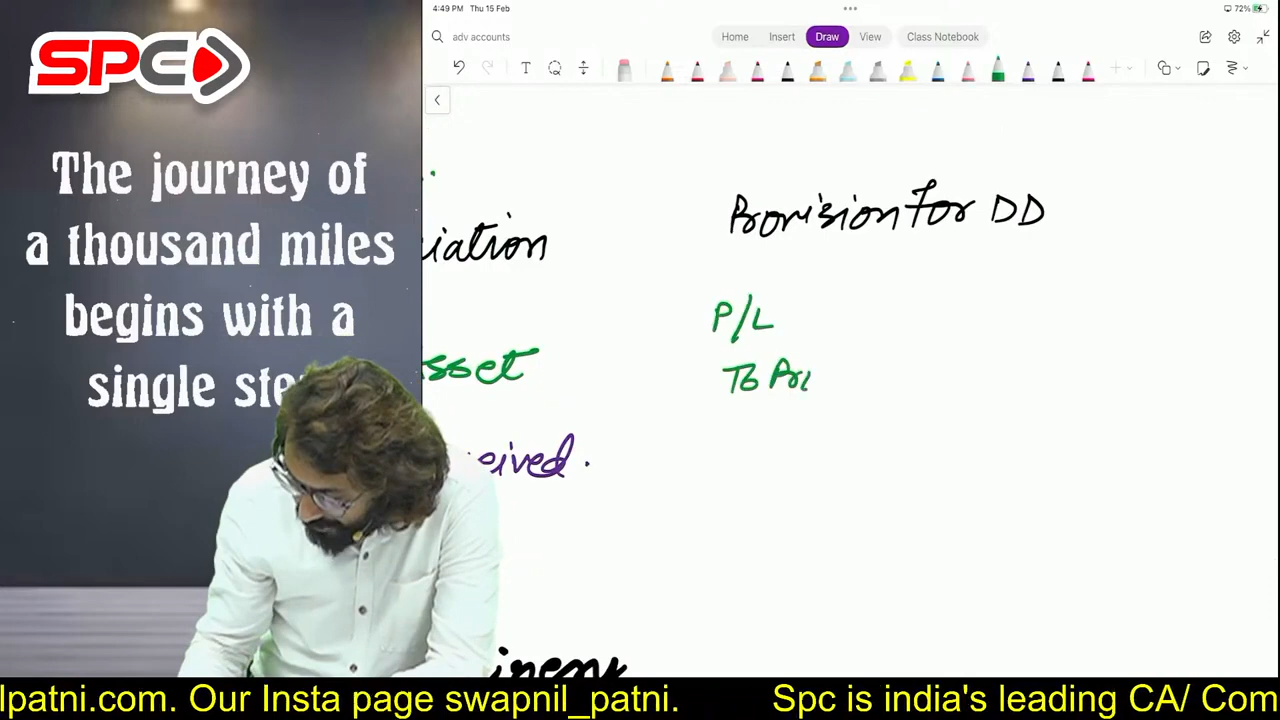 4:49 PM Thu 15 Feb
72%
adv accounts
Home Insert Draw View Class Notebook
SPC
The journey of
a thousand miles
begins with a
single ste
Provision For DD
iation
P/L
To Pro
sset
eived.
lpatni.com. Our Insta page swapnil_patni. Spc is india's leading CA/ Com